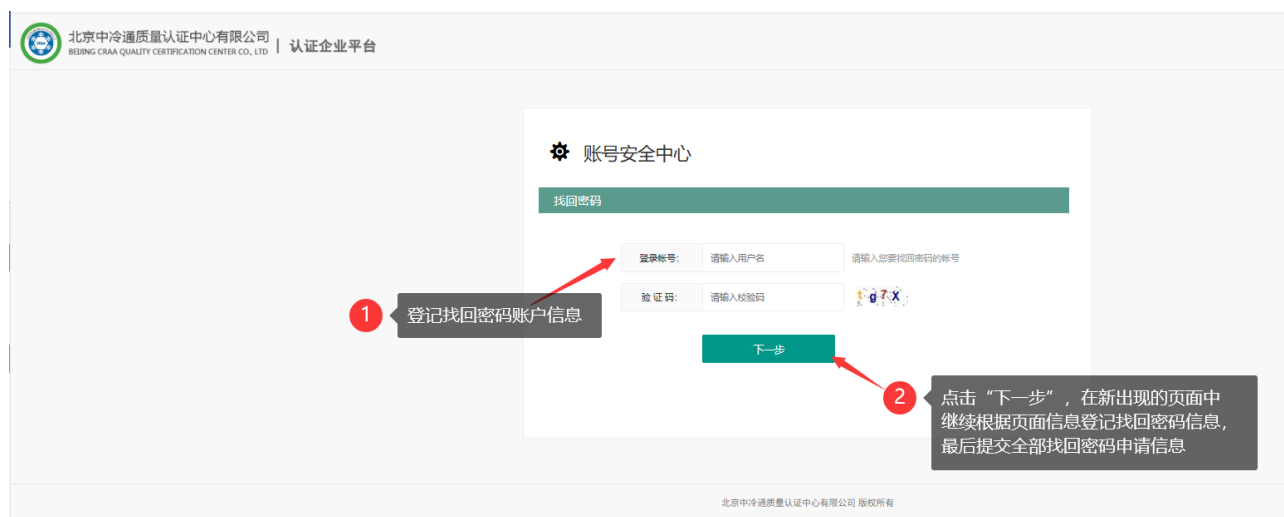 北京中冷通质量认证中心有限公司
BEIJING CRAA QUALITY CERTIFICATION CENTER CO., LTD
认证企业平台
CRAA
账号安全中心
找回密码
登录帐号: 请输入用户名 请输入您要找回密码的帐号
验证码: 请输入校验码 tg7X
1 登记找回密码账户信息
下一步
2 点击“下一步”，在新出现的页面中
继续根据页面信息登记找回密码信息，
最后提交全部找回密码申请信息
北京中冷通质量认证中心有限公司 版权所有